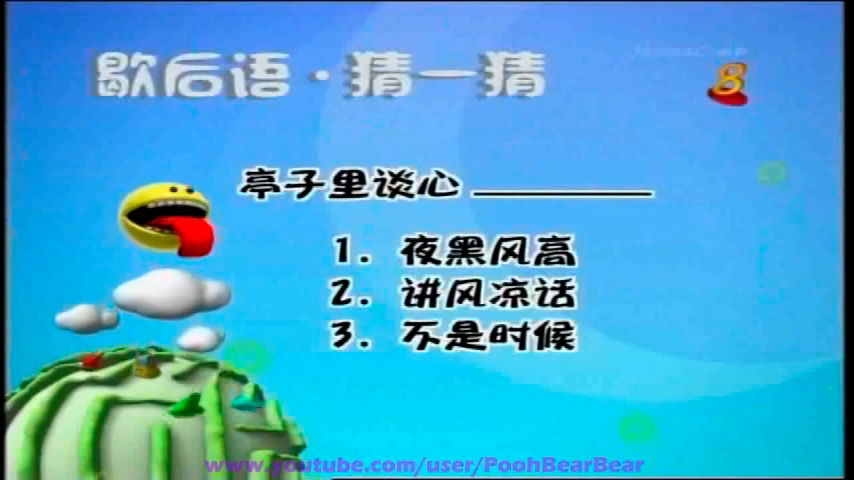 歇后语·猜一猜
8
亭子里谈心 __________
1. 夜黑风高
2. 讲风凉话
3. 不是时候
www.youtube.com/user/PoohBearBear